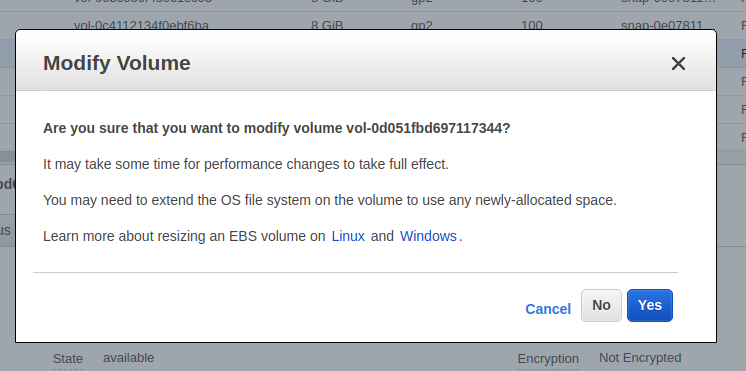 vol-0c4112134f0ebf6ba 8 GiB gp2 100 snap-0e07811...
Modify Volume
Are you sure that you want to modify volume vol-0d051fbd697117344?
It may take some time for performance changes to take full effect.
You may need to extend the OS file system on the volume to use any newly-allocated space.
Learn more about resizing an EBS volume on Linux and Windows.
Cancel No Yes
State available Encryption Not Encrypted